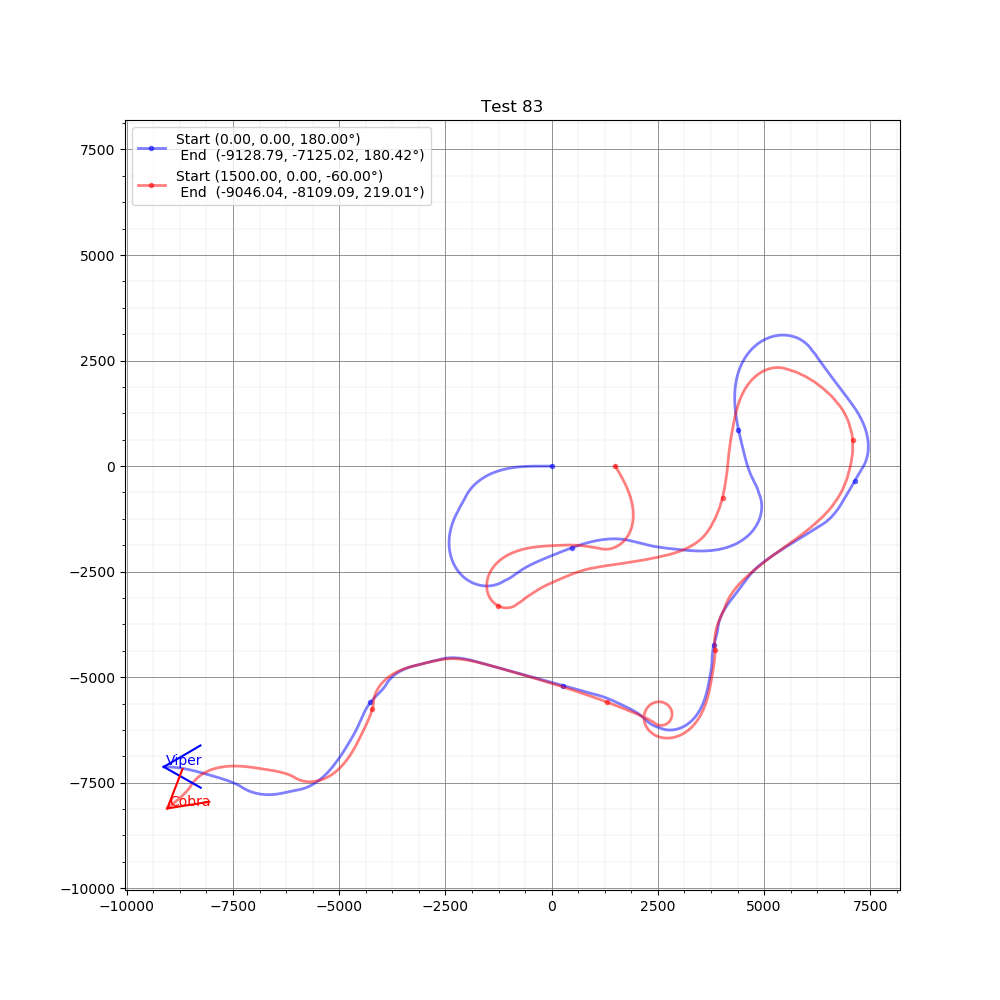 Test 83
Start (0.00, 0.00, 180.00°)
End (-9128.79, -7125.02, 180.42°)
Start (1500.00, 0.00, -60.00°)
End (-9046.04, -8109.09, 219.01°)
7500
5000
2500
0
−2500
−5000
−7500
−10000
Viper
Cobra
−10000 −7500 −5000 −2500 0 2500 5000 7500